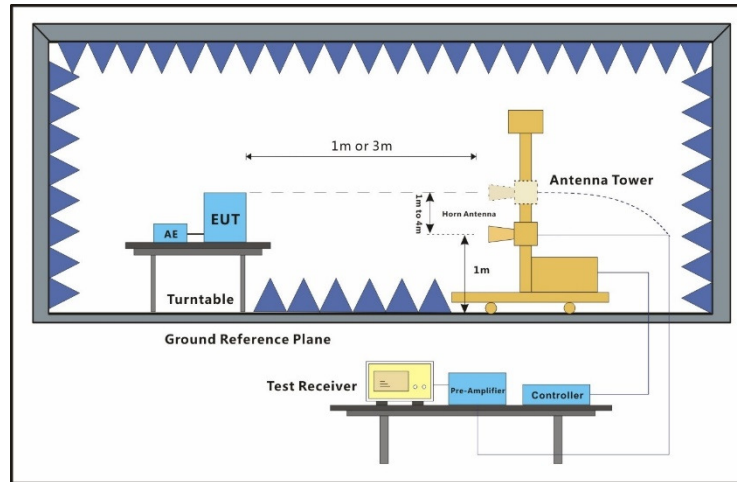 1m or 3m
Antenna Tower
1m to 4m
Horn Antenna
EUT
AE
1m
Turntable
Ground Reference Plane
Test Receiver
Pre-Amplifier
Controller